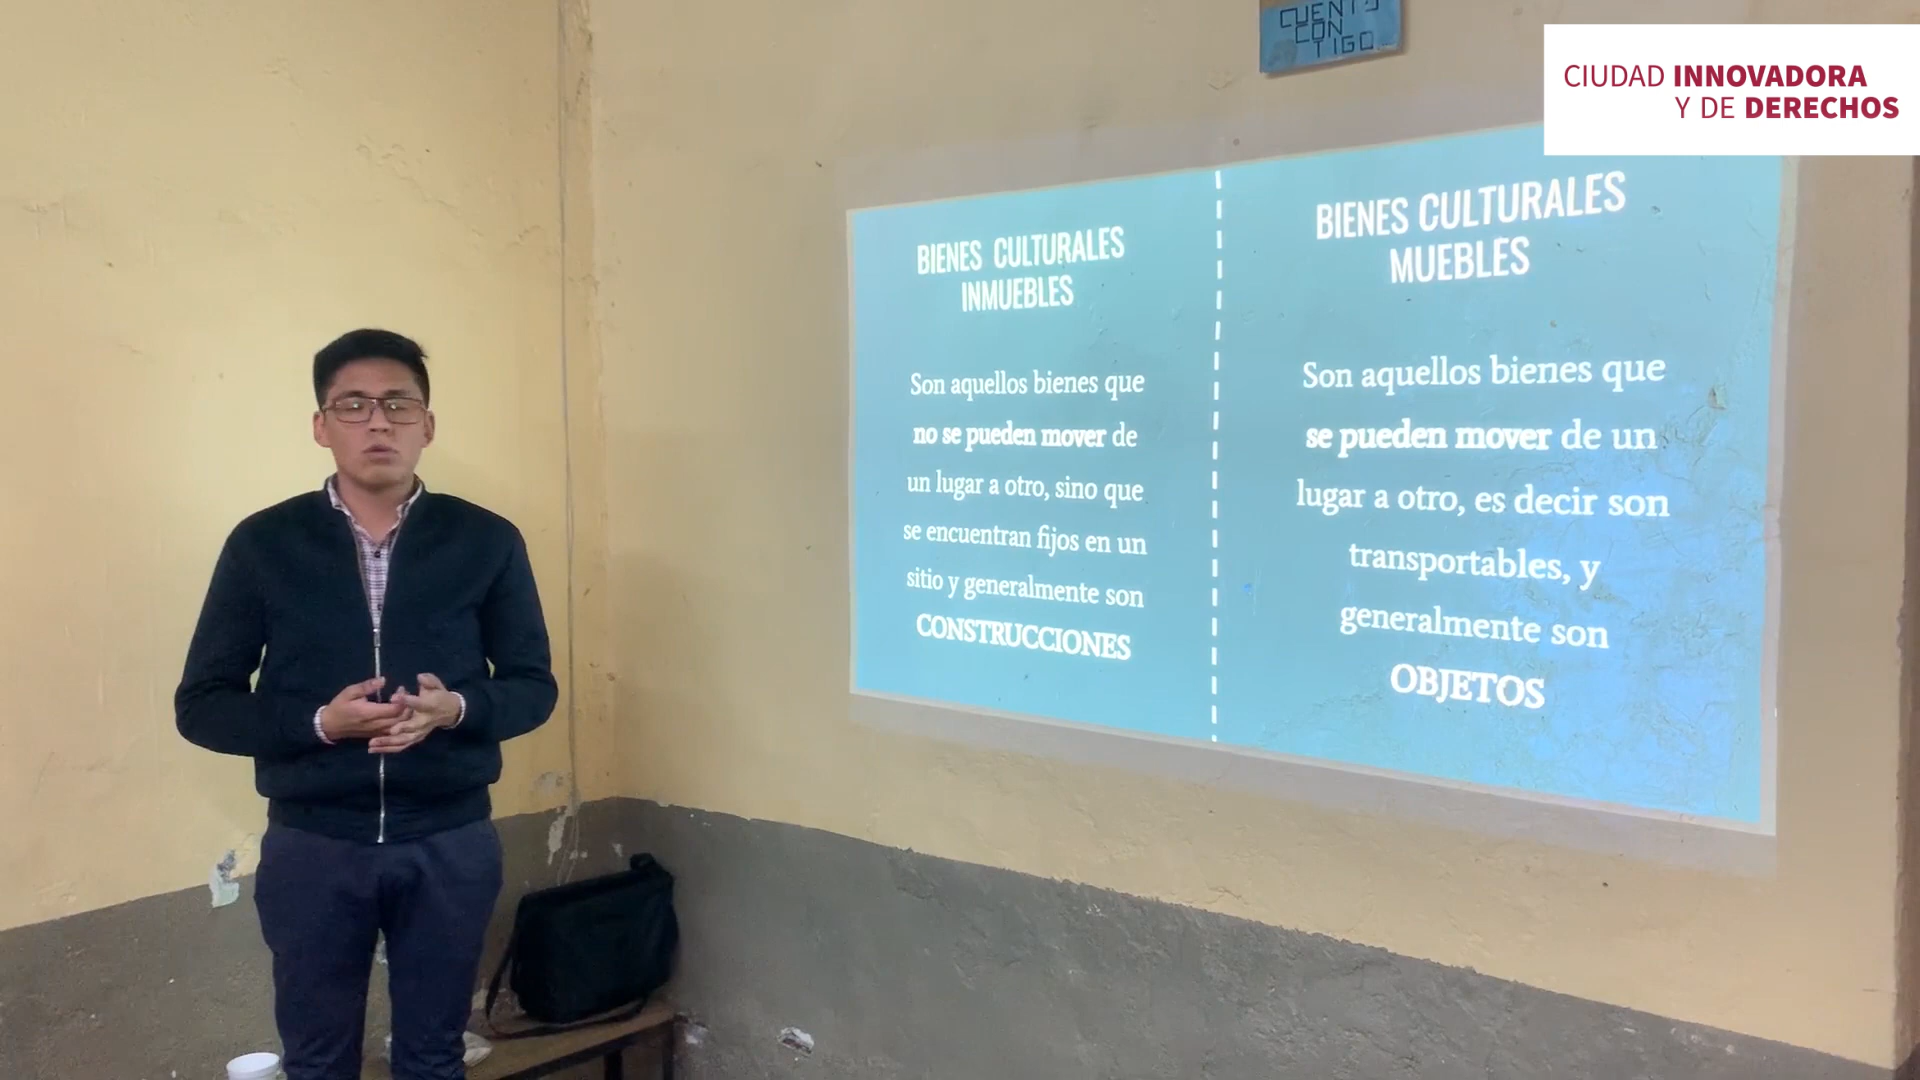 CUENTO
CON
TIGO
CIUDAD INNOVADORA
Y DE DERECHOS
BIENES CULTURALES
INMUEBLES
Son aquellos bienes que
no se pueden mover de
un lugar a otro, sino que
se encuentran fijos en un
sitio y generalmente son
CONSTRUCCIONES
BIENES CULTURALES
MUEBLES
Son aquellos bienes que
se pueden mover de un
lugar a otro, es decir son
transportables, y
generalmente son
OBJETOS